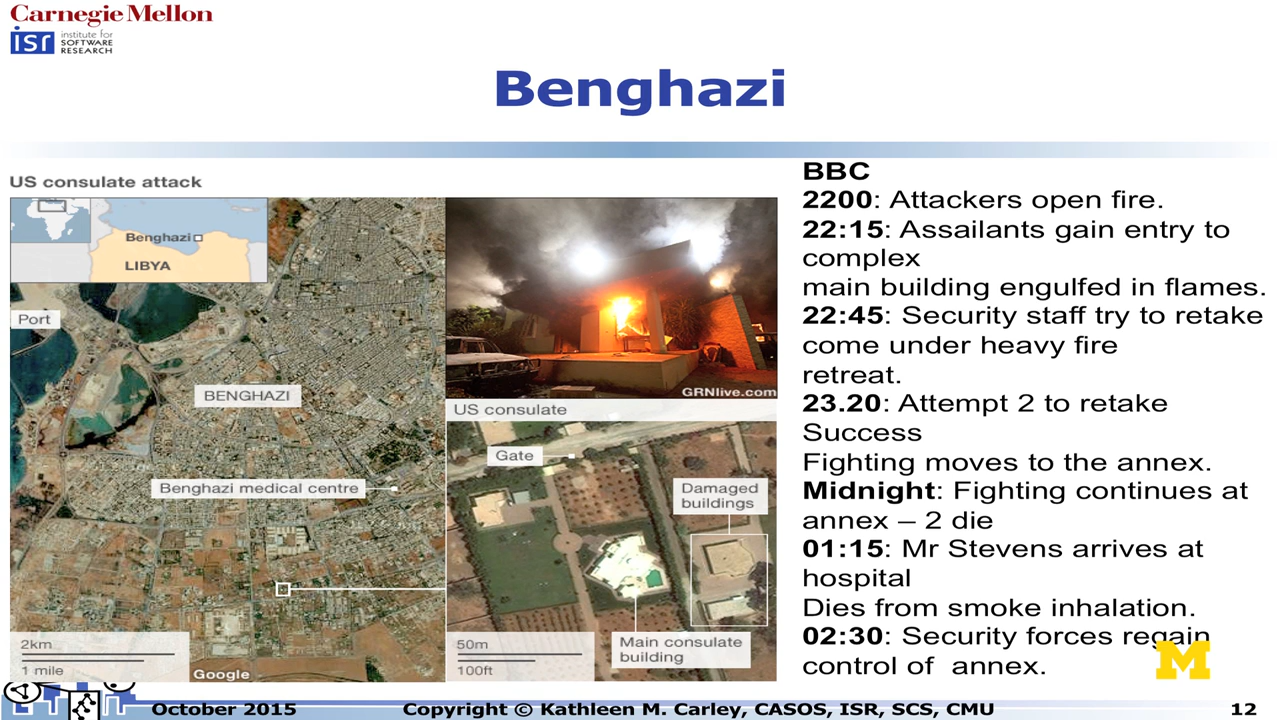 Carnegie Mellon
isr institute for
SOFTWARE
RESEARCH
Benghazi
US consulate attack
Benghazi
LIBYA
Port
BENGHAZI
Benghazi medical centre
2km
1 mile
Google
GRNlive.com
US consulate
Gate
Damaged
buildings
Main consulate
building
50m
100ft
BBC
2200: Attackers open fire.
22:15: Assailants gain entry to
complex
main building engulfed in flames.
22:45: Security staff try to retake
come under heavy fire
retreat.
23.20: Attempt 2 to retake
Success
Fighting moves to the annex.
Midnight: Fighting continues at
annex – 2 die
01:15: Mr Stevens arrives at
hospital
Dies from smoke inhalation.
02:30: Security forces regain
control of  annex.
M
October 2015
Copyright © Kathleen M. Carley, CASOS, ISR, SCS, CMU
12